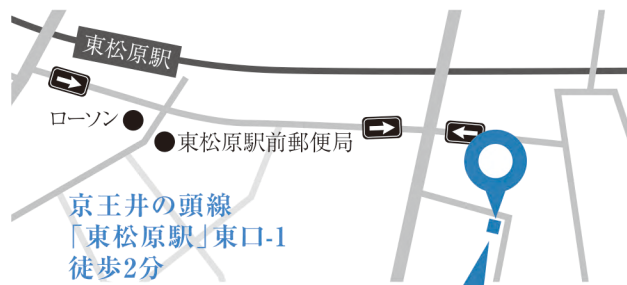 東松原駅
ローソン
東松原駅前郵便局
京王井の頭線
「東松原駅」東口-1
徒歩2分